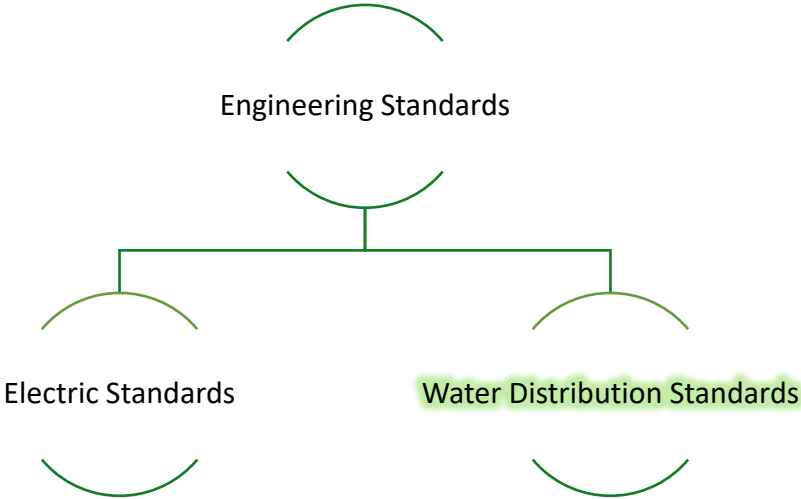 Engineering Standards
Electric Standards
Water Distribution Standards